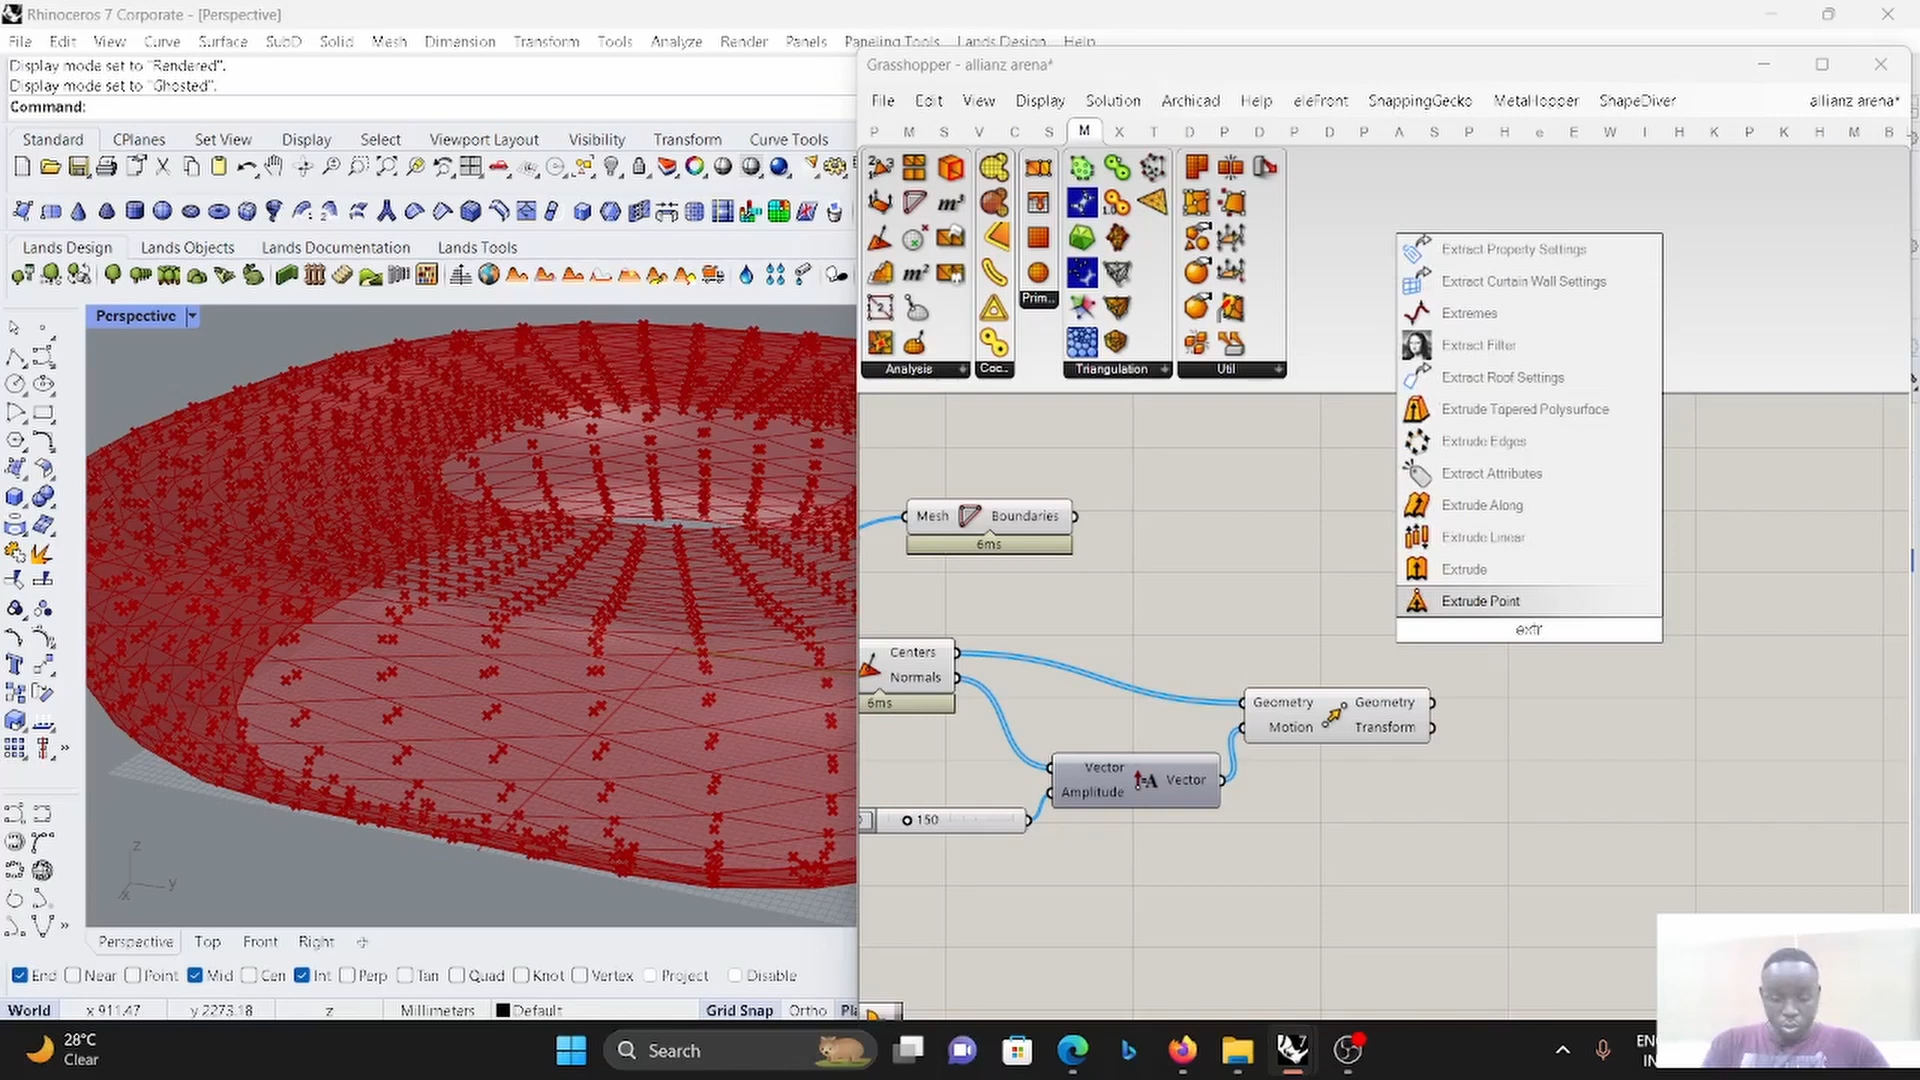 Rhinoceros 7 Corporate - [Perspective]
File Edit View Curve Surface SubD Solid Mesh Dimension Transform Tools Analyze Render Panels Paneling Tools Lands Design Help
Display mode set to "Rendered".
Display mode set to "Ghosted".
Command:
Standard CPlanes Set View Display Select Viewport Layout Visibility Transform Curve Tools
Lands Design Lands Objects Lands Documentation Lands Tools
Perspective
z
y
x
Perspective Top Front Right
End Near Point Mid Cen Int Perp Tan Quad Knot Vertex Project Disable
World x 911.47 y 2273.18 z Millimeters Default Grid Snap Ortho
Grasshopper - allianz arena*
File Edit View Display Solution Archicad Help eleFront SnappingGecko MetaHopper ShapeDiver allianz arena*
P M S V C S M X T D P D P D P A S P H e E W I H K P K H M B
Analysis
Coc..
Prim..
Triangulation
Util
Extract Property Settings
Extract Curtain Wall Settings
Extremes
Extract Filter
Extract Roof Settings
Extrude Tapered Polysurface
Extrude Edges
Extract Attributes
Extrude Along
Extrude Linear
Extrude
Extrude Point
extr
Mesh Boundaries
6ms
Centers
Normals
6ms
Geometry Geometry
Motion Transform
Vector Vector
Amplitude
150
28°C
Clear
Search